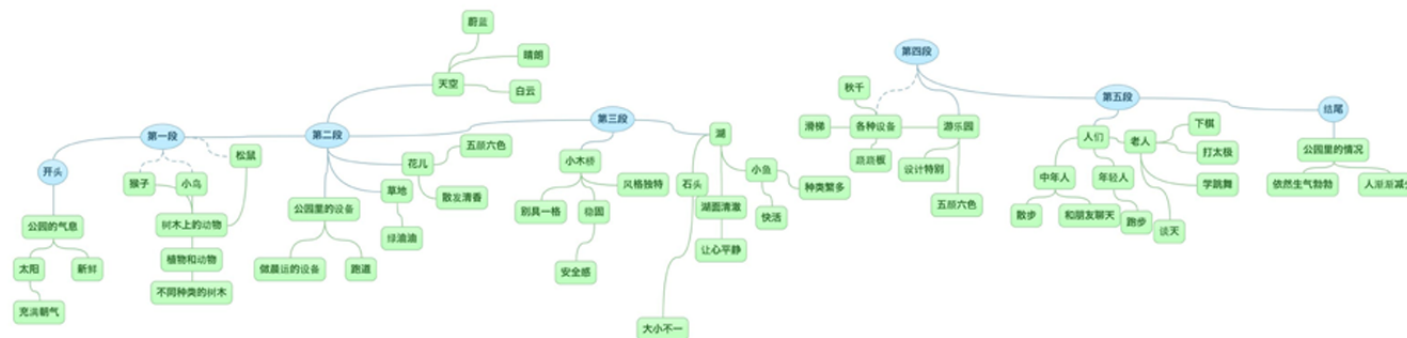 开头
公园的气息
太阳
新鲜
充满朝气
第一段
猴子
小鸟
松鼠
树木上的动物
植物和动物
不同种类的树木
第二段
天空
蔚蓝
晴朗
白云
花儿
五颜六色
散发清香
草地
绿油油
公园里的设备
做晨运的设备
跑道
第三段
小木桥
别具一格
稳固
风格独特
安全感
湖
石头
大小不一
湖面清澈
让心平静
小鱼
种类繁多
快活
第四段
秋千
滑梯
各种设备
跷跷板
游乐园
设计特别
五颜六色
第五段
人们
中年人
散步
和朋友聊天
年轻人
跑步
老人
下棋
打太极
学跳舞
谈天
结尾
公园里的情况
依然生气勃勃
人渐渐减